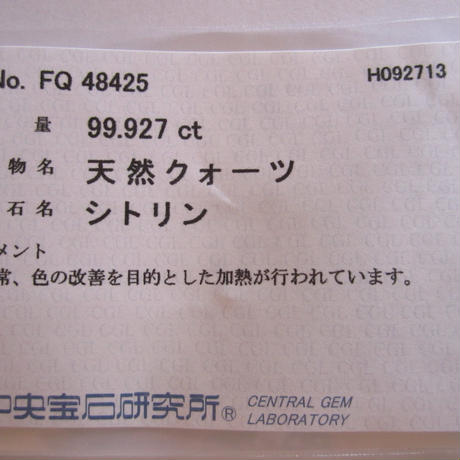 No. FQ 48425 H092713
量 99.927 ct
物名 天然クォーツ
石名 シトリン
メント
常、色の改善を目的とした加熱が行われています。
中央宝石研究所® CENTRAL GEM
LABORATORY